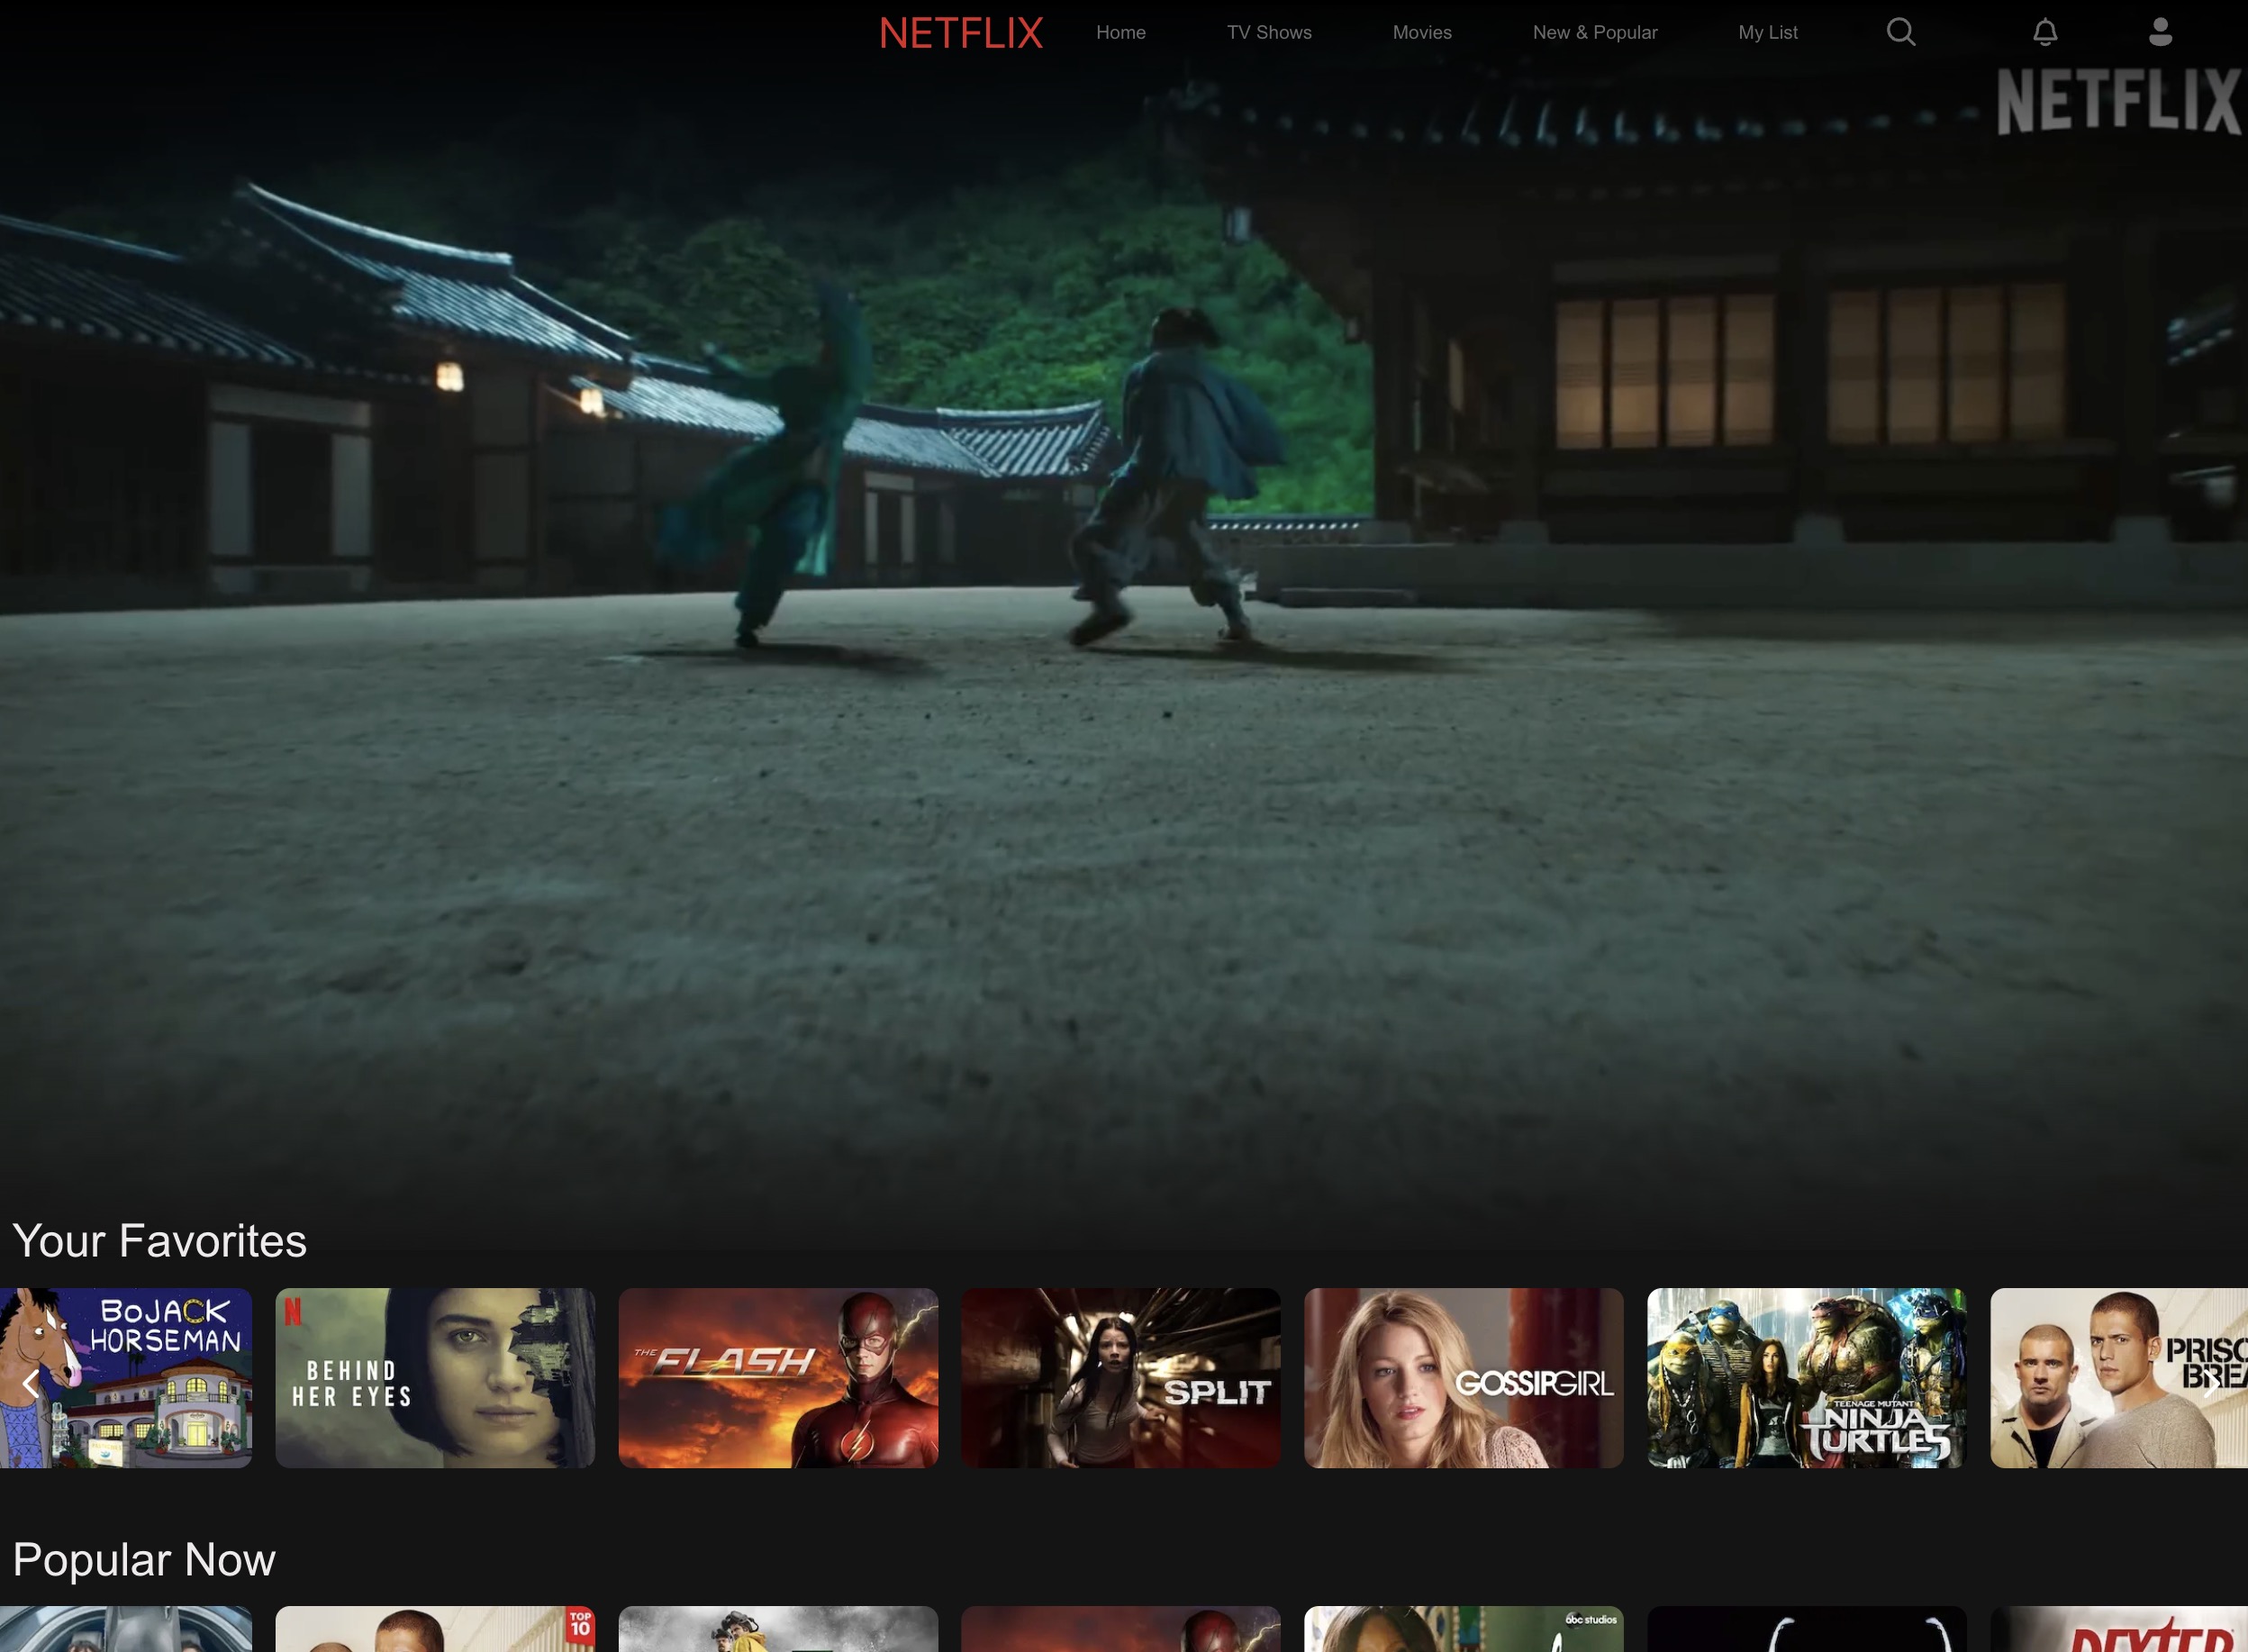 NETFLIX
Home
TV Shows
Movies
New & Popular
My List
NETFLIX
Your Favorites
BOJACK
HORSEMAN
N
BEHIND
HER EYES
THE FLASH
SPLIT
GOSSIPGIRL
TEENAGE MUTANT
NINJA
TURTLES
Popular Now
TOP
10
abc studios
DEXTER